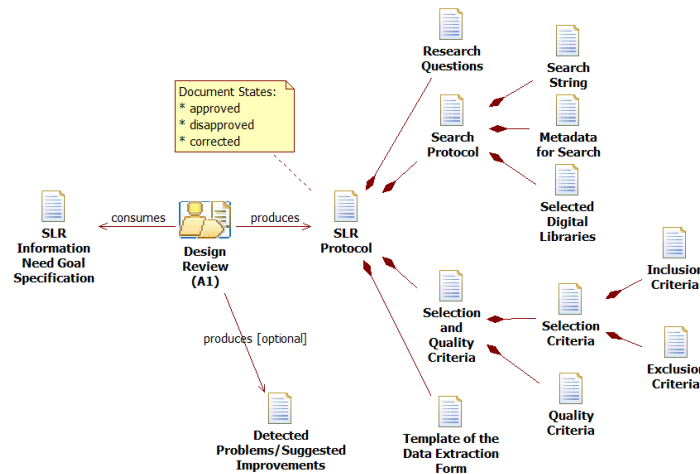 Research
Questions
Search
String
Document States:
* approved
* disapproved
* corrected
Search
Protocol
Metadata
for Search
Selected
Digital
Libraries
consumes
produces
SLR
Information
Need Goal
Specification
Design
Review
(A1)
SLR
Protocol
Inclusion
Criteria
Selection
and
Quality
Criteria
Selection
Criteria
Exclusion
Criteria
produces [optional]
Quality
Criteria
Detected
Problems/Suggested
Improvements
Template of the
Data Extraction
Form